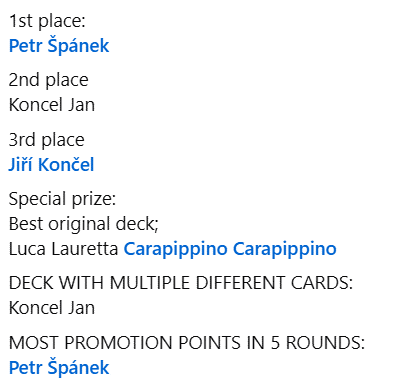 1st place:
Petr Špánek
2nd place
Koncel Jan
3rd place
Jiří Končel
Special prize:
Best original deck;
Luca Lauretta Carapippino Carapippino
DECK WITH MULTIPLE DIFFERENT CARDS:
Koncel Jan
MOST PROMOTION POINTS IN 5 ROUNDS:
Petr Špánek